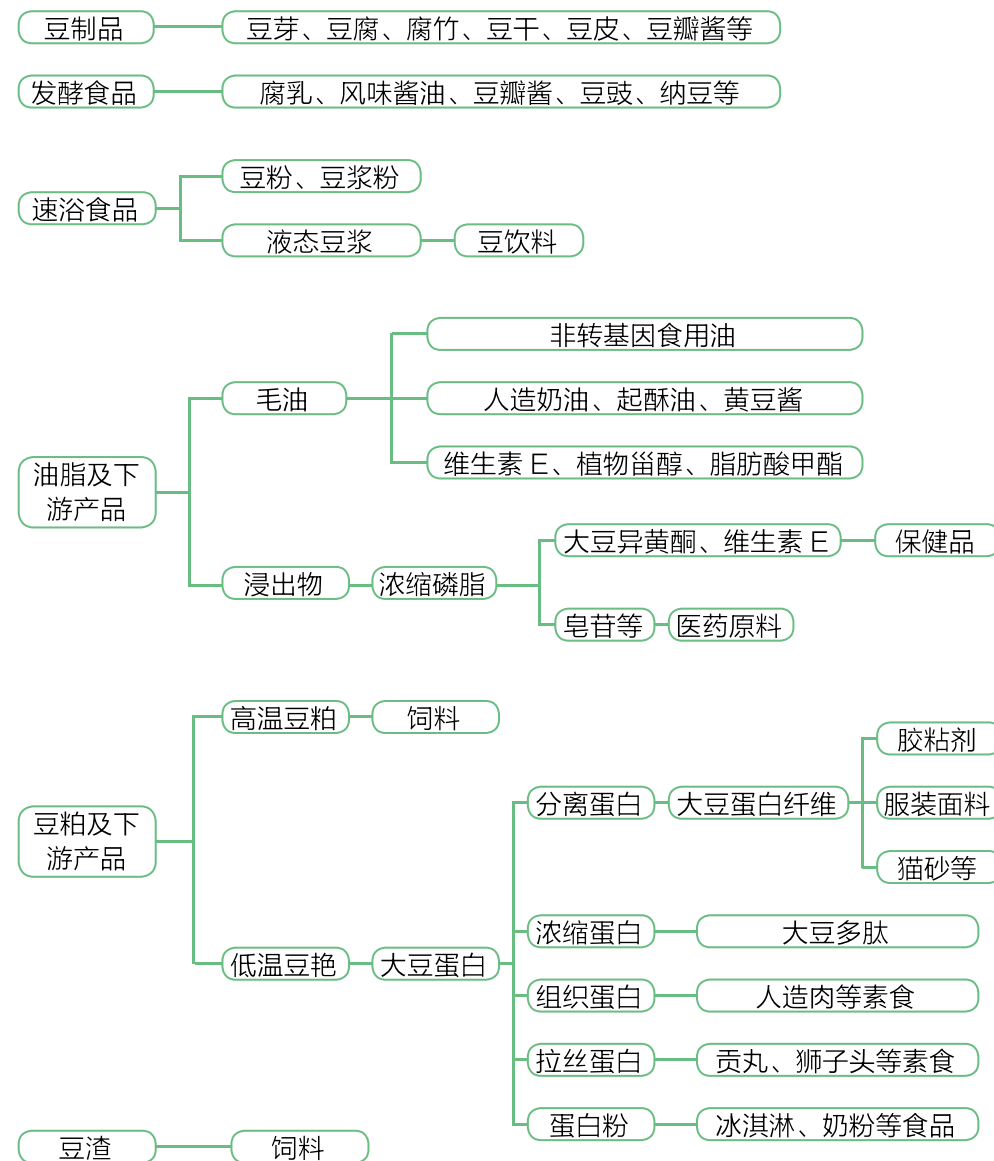 豆制品
豆芽、豆腐、腐竹、豆干、豆皮、豆瓣酱等
发酵食品
腐乳、风味酱油、豆瓣酱、豆豉、纳豆等
速浴食品
豆粉、豆浆粉
液态豆浆
豆饮料
油脂及下
游产品
毛油
非转基因食用油
人造奶油、起酥油、黄豆酱
维生素 E、植物甾醇、脂肪酸甲酯
浸出物
浓缩磷脂
大豆异黄酮、维生素 E
保健品
皂苷等
医药原料
豆粕及下
游产品
高温豆粕
饲料
低温豆艳
大豆蛋白
分离蛋白
大豆蛋白纤维
胶粘剂
服装面料
猫砂等
浓缩蛋白
大豆多肽
组织蛋白
人造肉等素食
拉丝蛋白
贡丸、狮子头等素食
蛋白粉
冰淇淋、奶粉等食品
豆渣
饲料